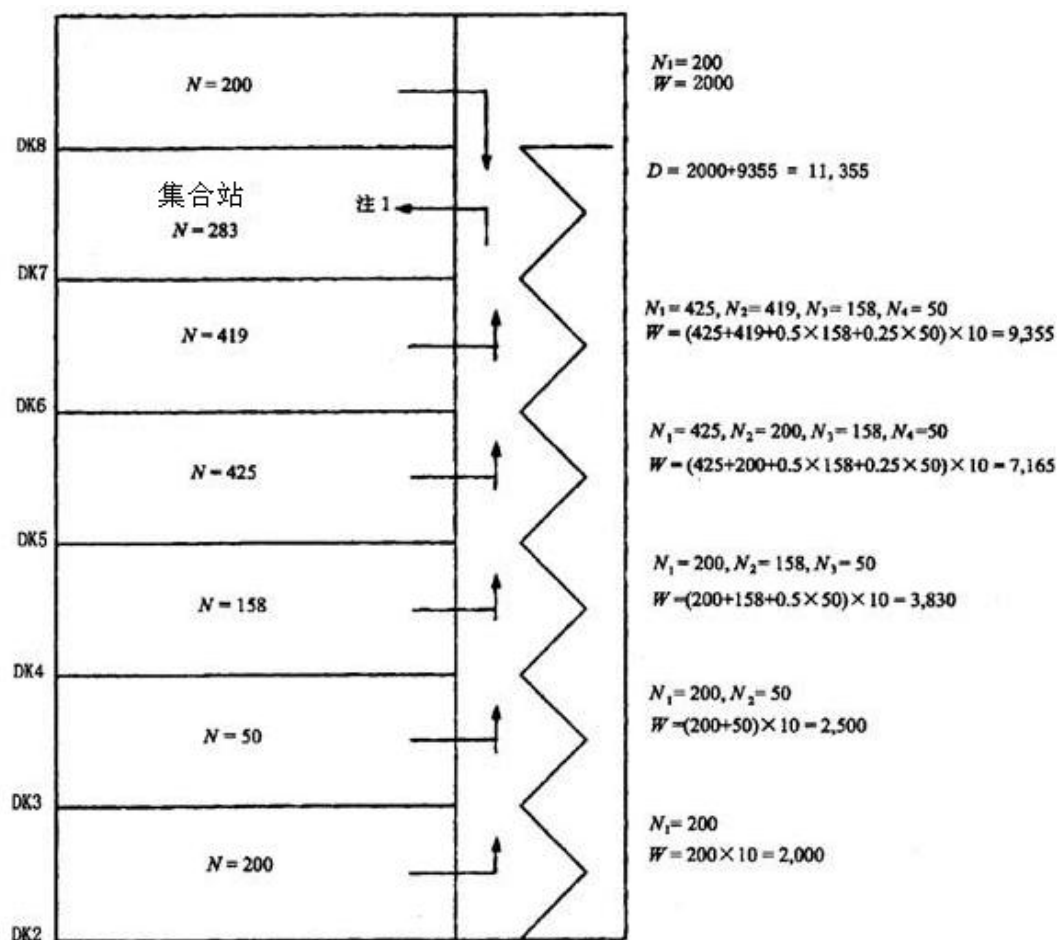 N = 200
N₁= 200
W = 2000
DK8
集合站
N = 283
注 1
D = 2000+9355 = 11, 355
DK7
N = 419
N₁ = 425, N₂ = 419, N₃ = 158, N₄ = 50
W = (425+419+0.5×158+0.25×50)×10 = 9,355
DK6
N = 425
N₁ = 425, N₂ = 200, N₃ = 158, N₄ =50
W = (425+200+0.5×158+0.25×50)×10 = 7,165
DK5
N = 158
N₁ = 200, N₂ = 158, N₃ = 50
W =(200+158+0.5×50)×10 = 3,830
DK4
N = 50
N₁ = 200, N₂ = 50
W =(200+50)×10 = 2,500
DK3
N = 200
N₁= 200
W = 200×10 = 2,000
DK2